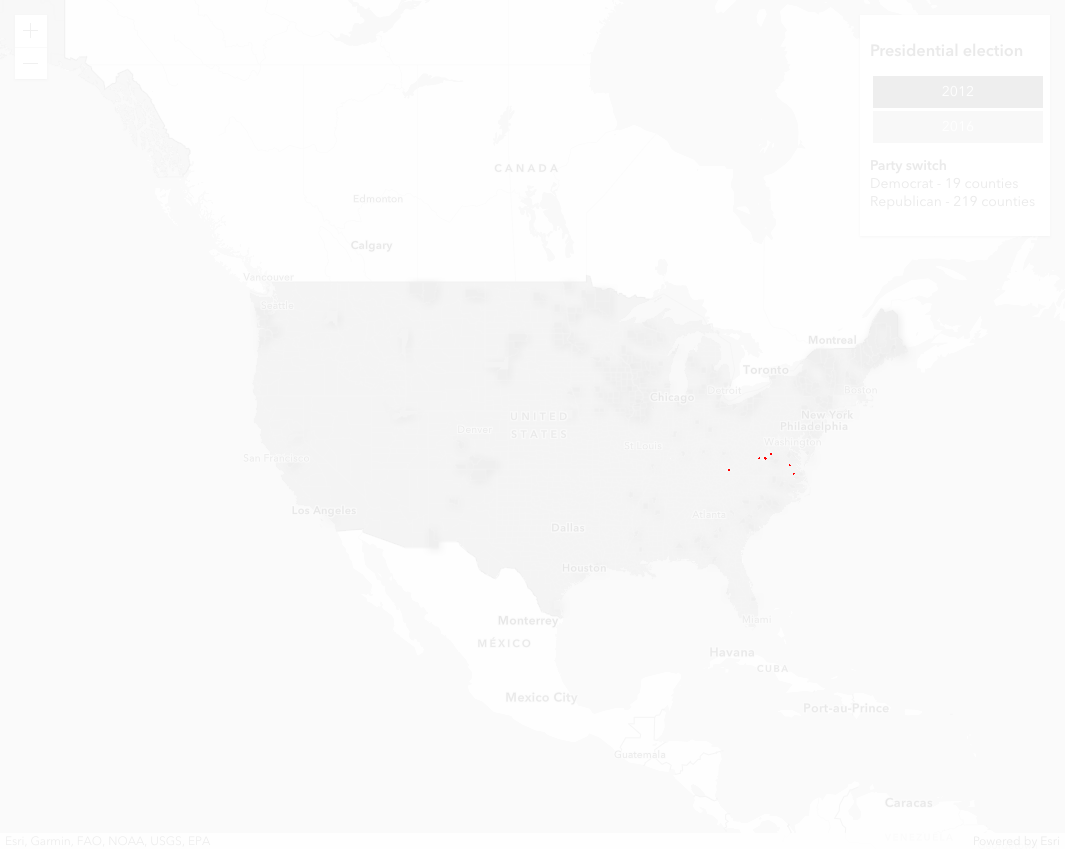 +
Presidential election
2012
2016
Party switch
Democrat - 19 counties
Republican - 219 counties
CANADA
Edmonton
Calgary
Vancouver
Seattle
Montreal
Toronto
Detroit
Boston
Chicago
New York
UNITED
STATES
Philadelphia
Denver
Washington
St Louis
San Francisco
Los Angeles
Atlanta
Dallas
Houston
Monterrey
Miami
MÉXICO
Havana
CUBA
Mexico City
Port-au-Prince
Guatemala
Caracas
Esri, Garmin, FAO, NOAA, USGS, EPA
Powered by Esri